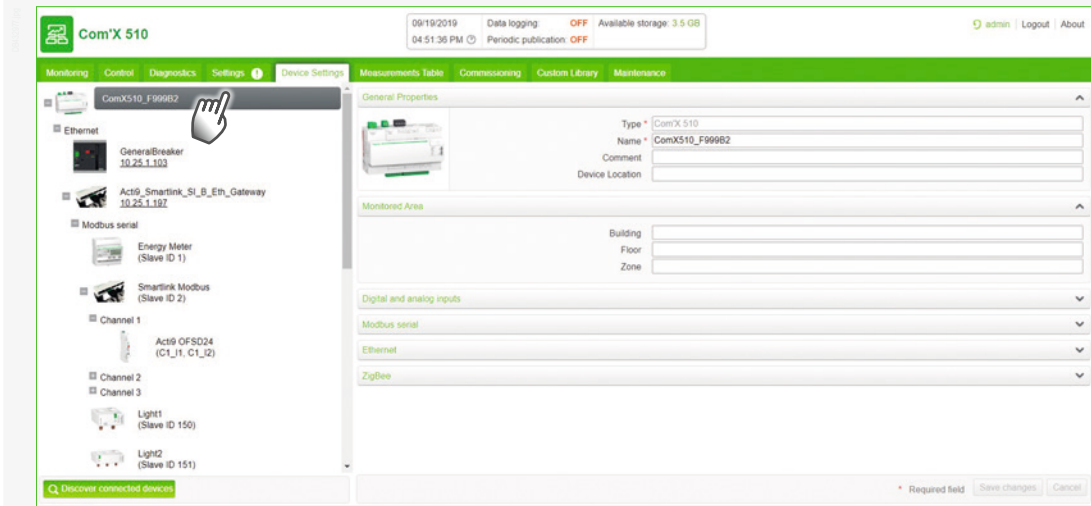 Com'X 510
09/19/2019 Data logging: OFF Available storage: 3.5 GB
04:51:36 PM Periodic publication: OFF
admin | Logout | About
Monitoring Control Diagnostics Settings Device Settings Measurements Table Commissioning Custom Library Maintenance
ComX510_F999B2
Ethernet
GeneralBreaker
10.25.1.103
Acti9_Smartlink_SI_B_Eth_Gateway
10.25.1.197
Modbus serial
Energy Meter
(Slave ID 1)
Smartlink Modbus
(Slave ID 2)
Channel 1
Acti9 OFSD24
(C1_I1, C1_I2)
Channel 2
Channel 3
Light1
(Slave ID 150)
Light2
(Slave ID 151)
Discover connected devices
General Properties
Type * Com'X 510
Name * ComX510_F999B2
Comment
Device Location
Monitored Area
Building
Floor
Zone
Digital and analog inputs
Modbus serial
Ethernet
ZigBee
* Required field Save changes Cancel